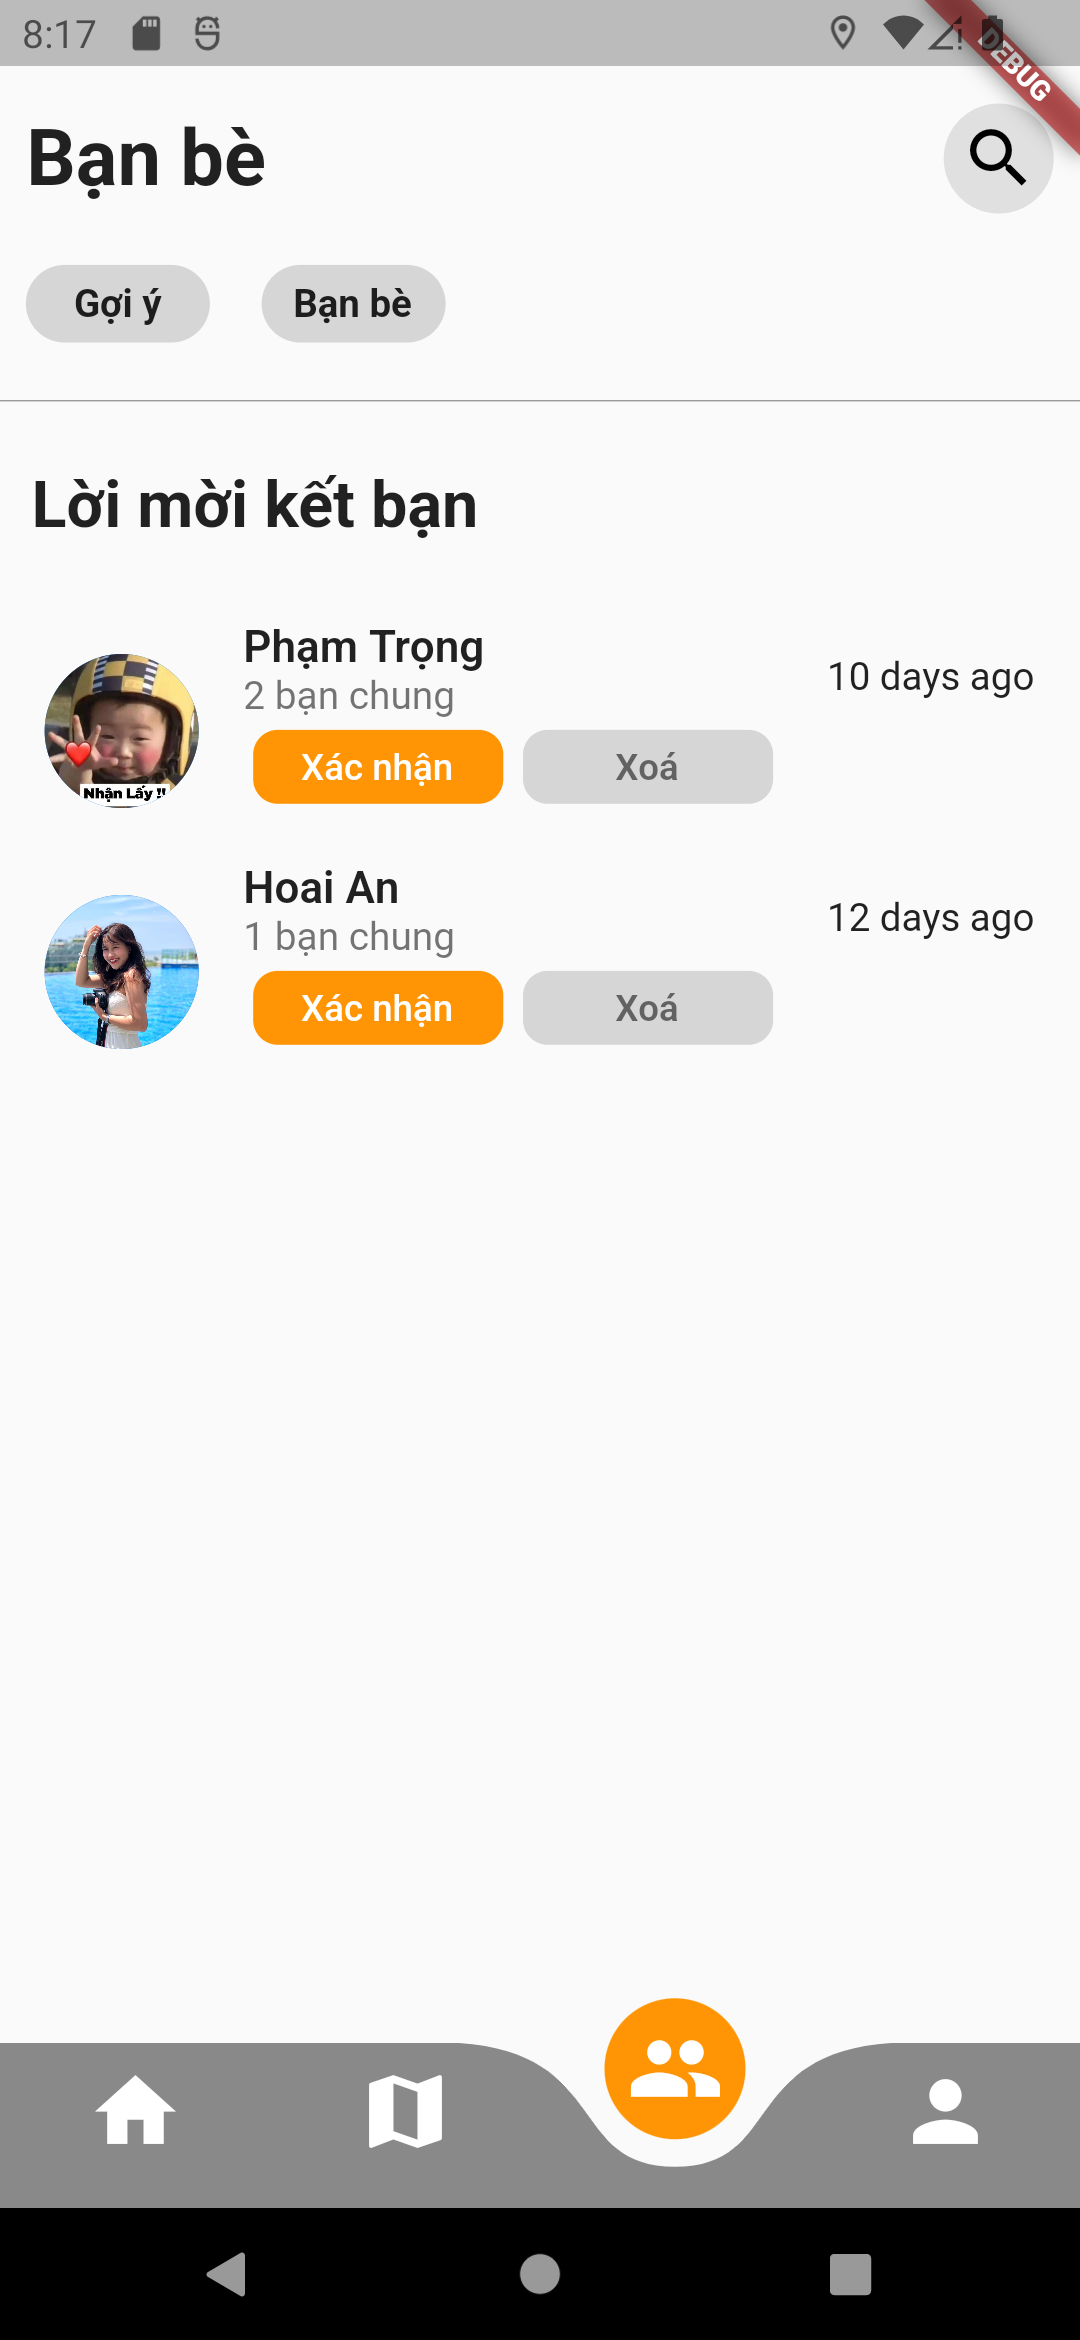 8:17
DEBUG
Bạn bè
Gợi ý
Bạn bè
Lời mời kết bạn
Phạm Trọng
10 days ago
2 bạn chung
Xác nhận
Xoá
Nhận Lấy !!
Hoai An
12 days ago
1 bạn chung
Xác nhận
Xoá